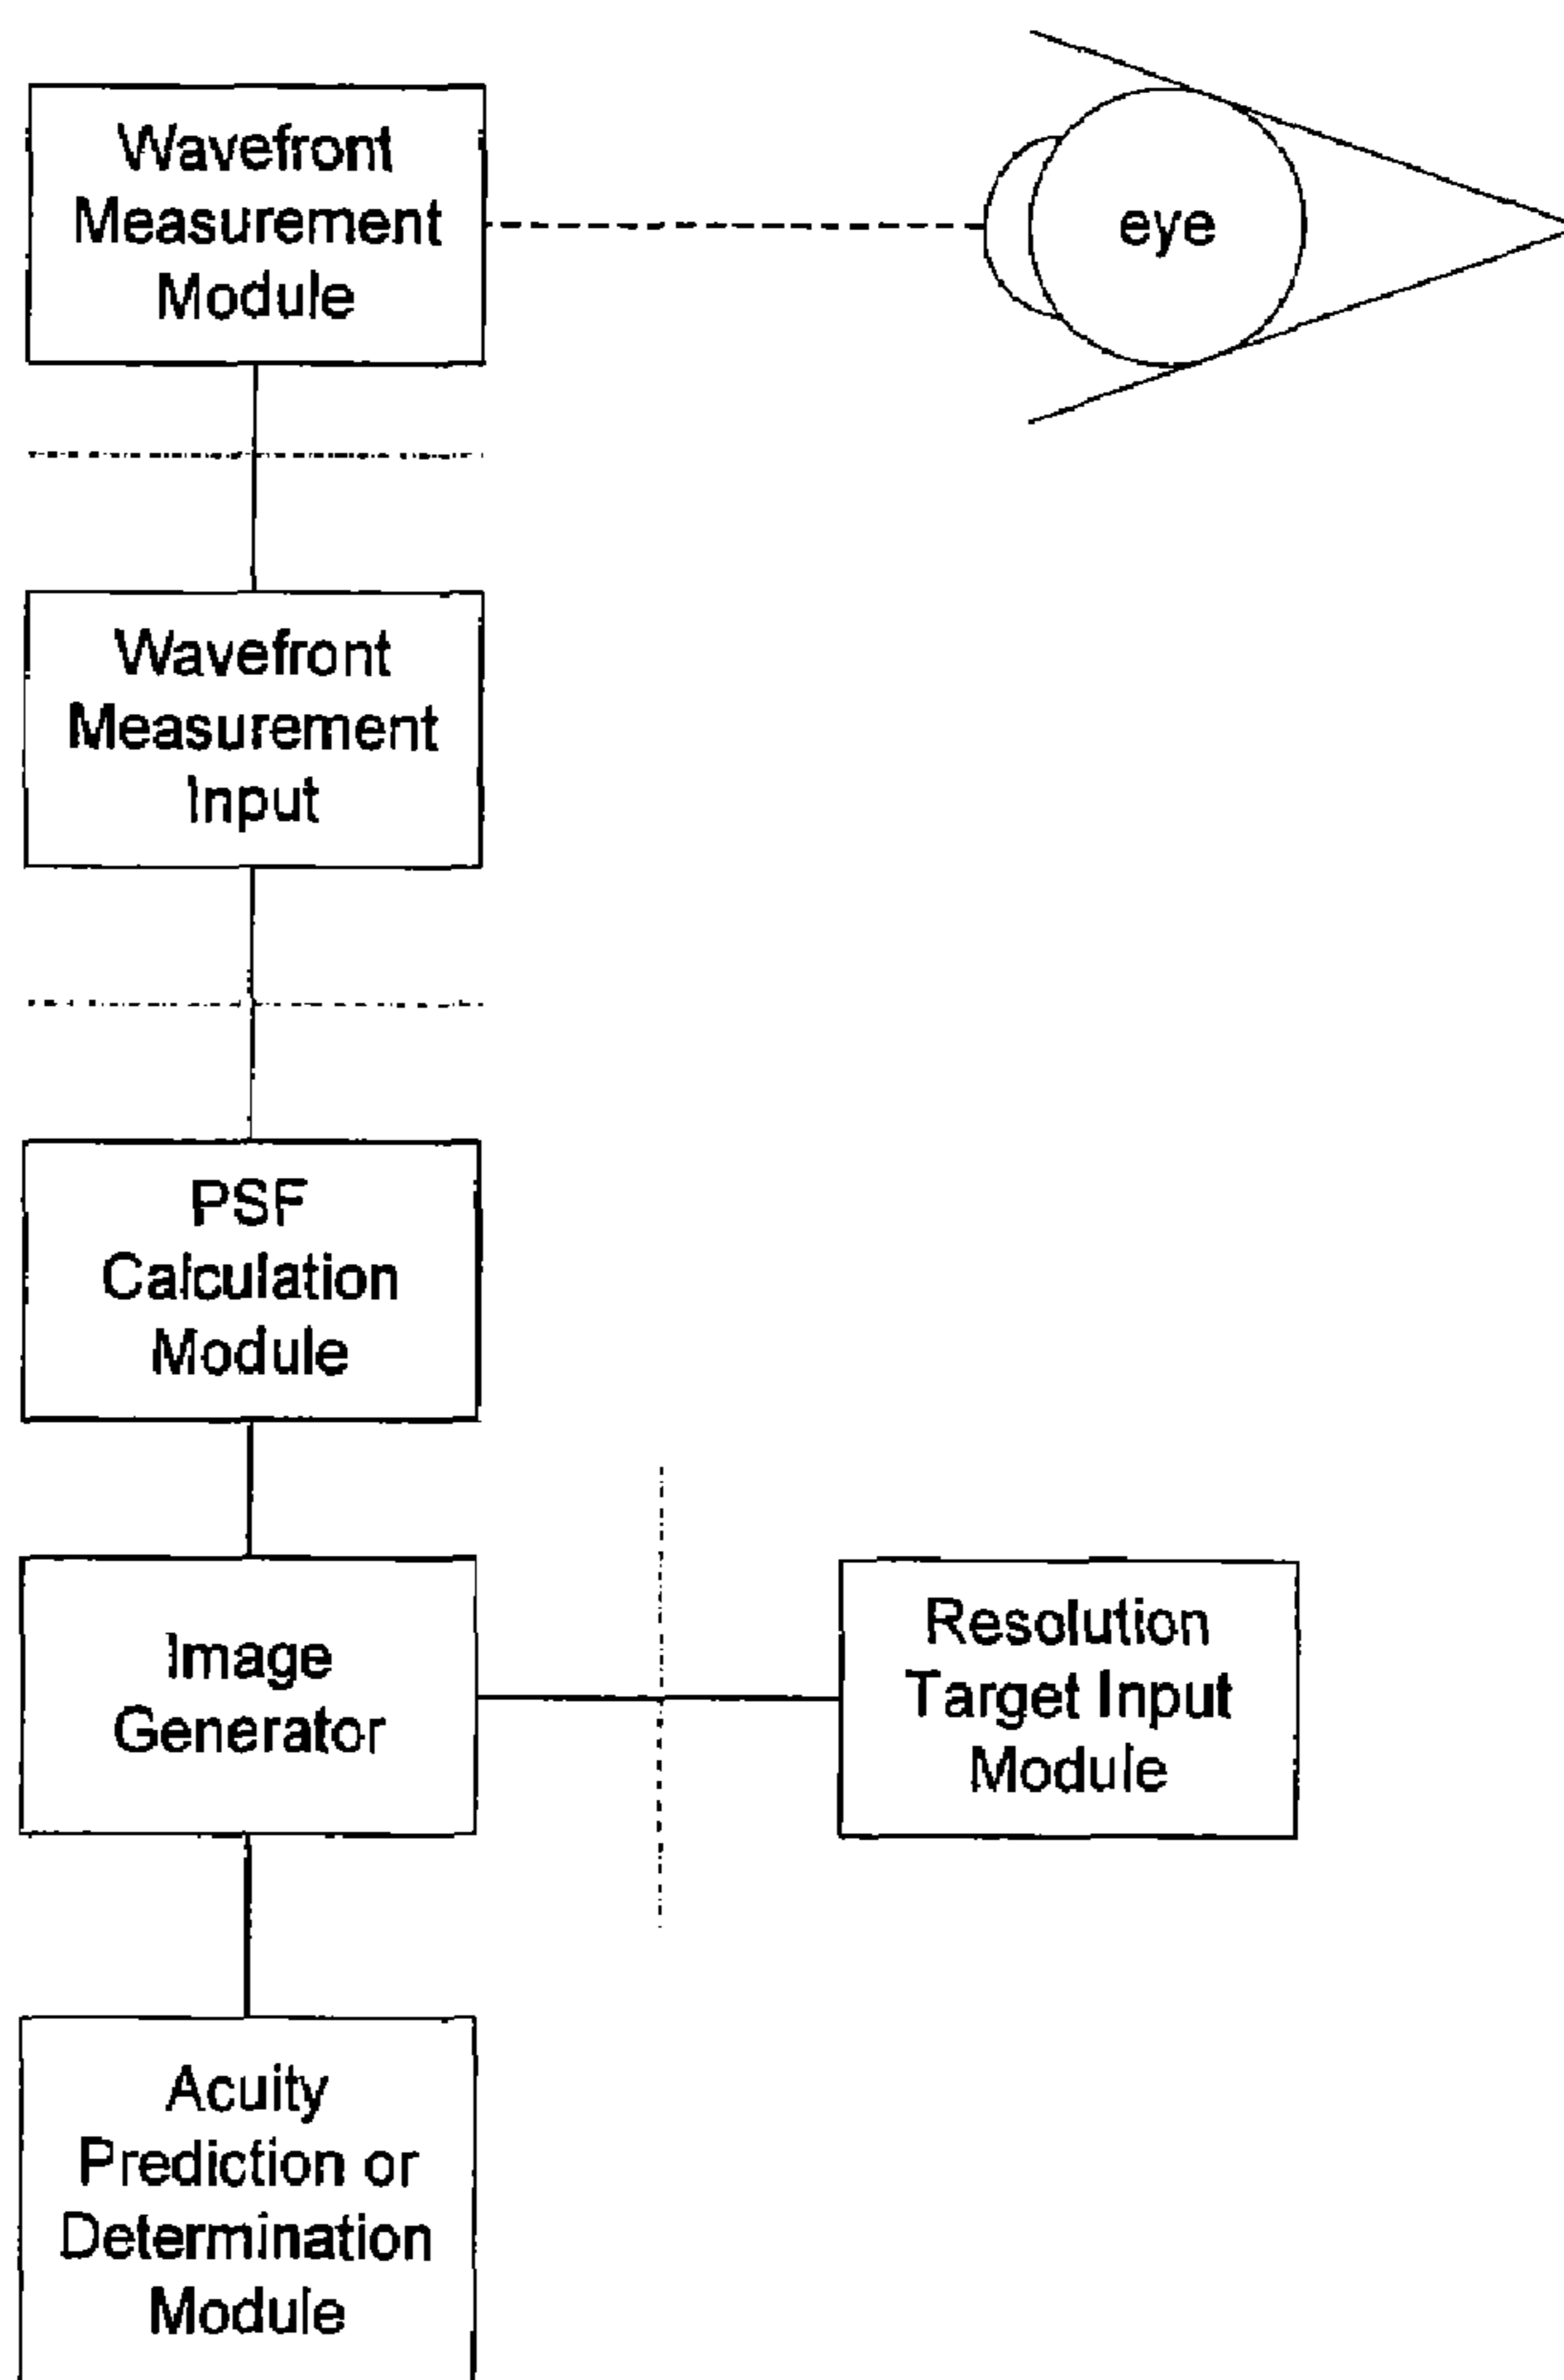 Wavefront
Measurement
Module
eye
Wavefront
Measurement
Input
PSF
Calculation
Module
Image
Generator
Resolution
Target Input
Module
Acuity
Prediction or
Determination
Module